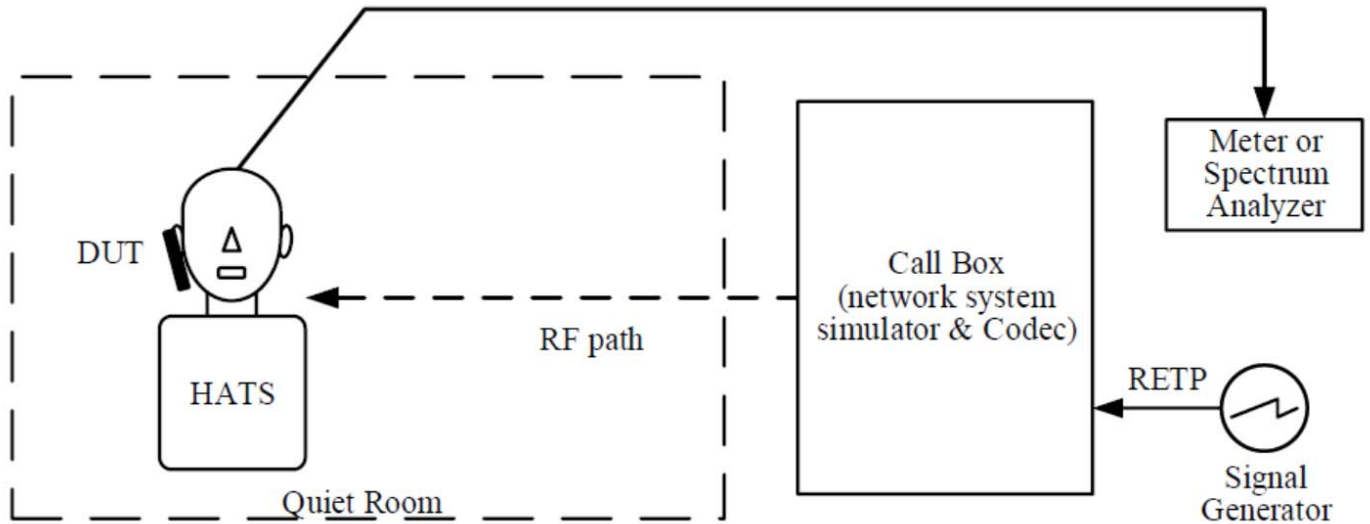 Meter or
Spectrum
Analyzer
DUT
Call Box
(network system
simulator & Codec)
RF path
RETP
HATS
Signal
Generator
Quiet Room